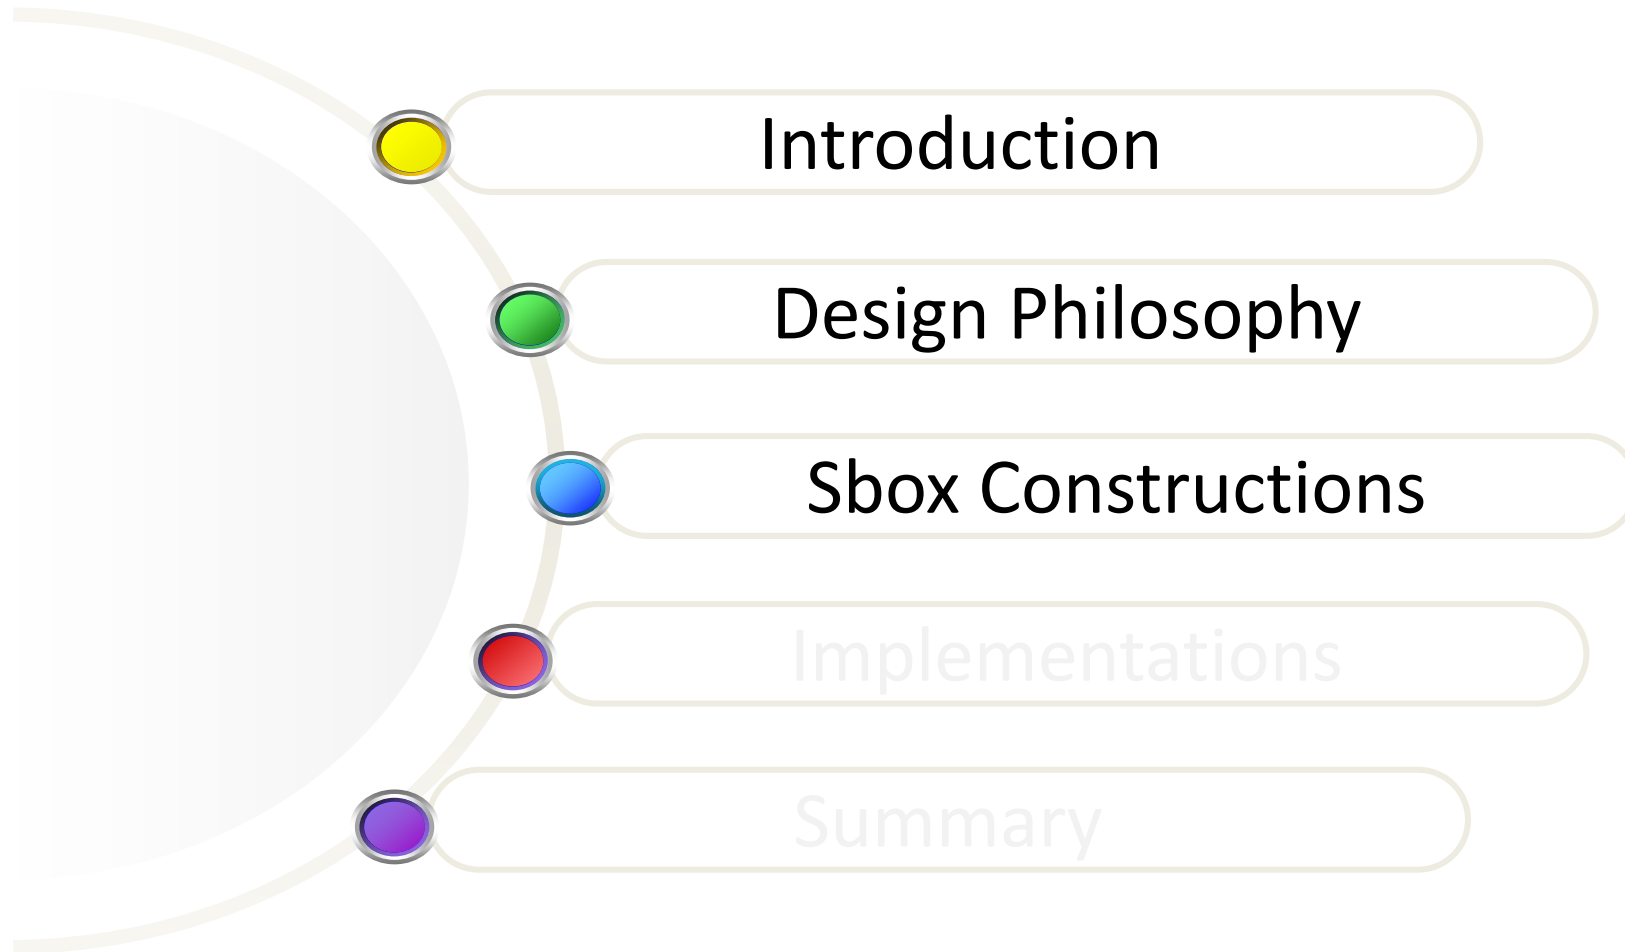 Introduction
Design Philosophy
Sbox Constructions
Implementations
Summary